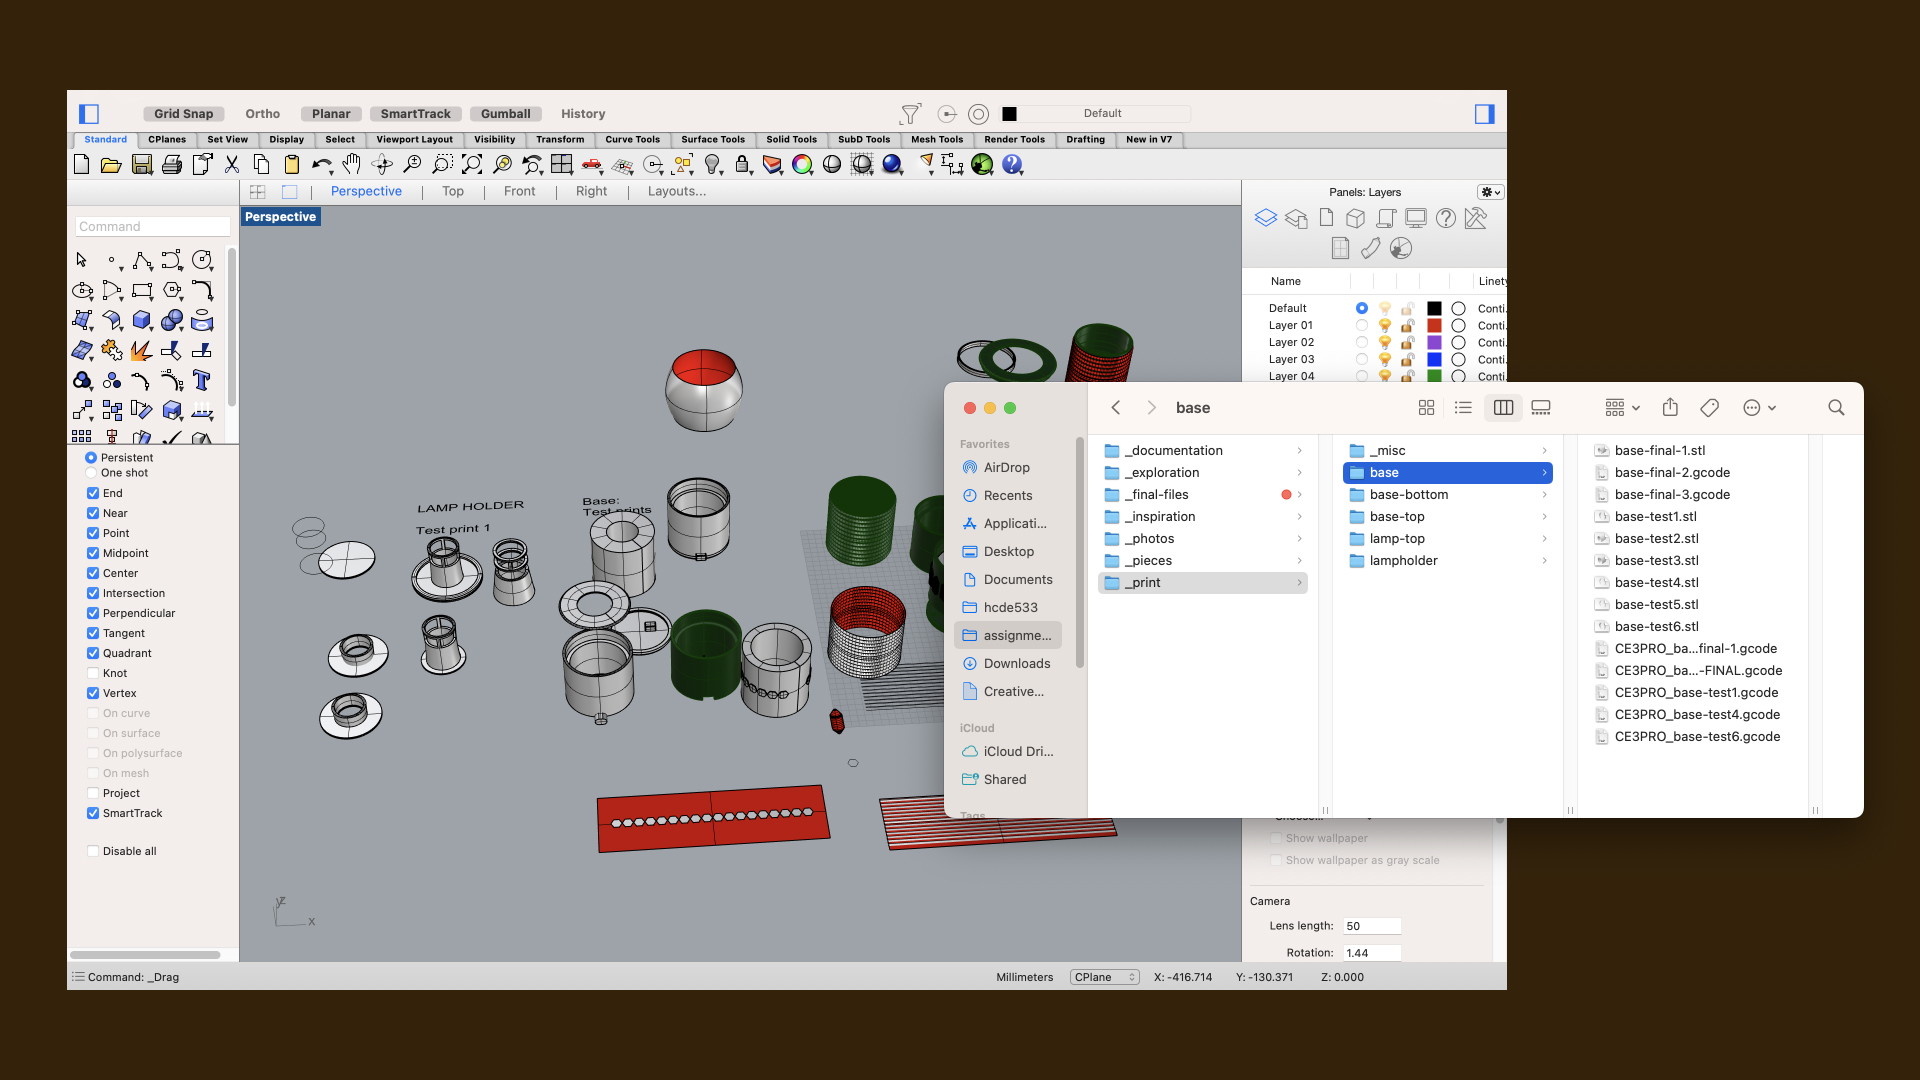 Grid Snap Ortho Planar SmartTrack Gumball History Default
Standard CPlanes Set View Display Select Viewport Layout Visibility Transform Curve Tools Surface Tools Solid Tools SubD Tools Mesh Tools Render Tools Drafting New in V7
Perspective Top Front Right Layouts...
Perspective
Command
Persistent
One shot
End
Near
Point
Midpoint
Center
Intersection
Perpendicular
Tangent
Quadrant
Knot
Vertex
On curve
On surface
On polysurface
On mesh
Project
SmartTrack
Disable all
LAMP HOLDER
Test print 1
Base:
Test prints
y z x
Panels: Layers
Name Linety
Default Conti.
Layer 01 Conti.
Layer 02 Conti.
Layer 03 Conti.
Layer 04 Conti.
base
Favorites
AirDrop
Recents
Applicati...
Desktop
Documents
hcde533
assignme...
Downloads
Creative...
iCloud
iCloud Dri...
Shared
Tags
_documentation
_exploration
_final-files
_inspiration
_photos
_pieces
_print
_misc
base
base-bottom
base-top
lamp-top
lampholder
base-final-1.stl
base-final-2.gcode
base-final-3.gcode
base-test1.stl
base-test2.stl
base-test3.stl
base-test4.stl
base-test5.stl
base-test6.stl
CE3PRO_ba...final-1.gcode
CE3PRO_ba...-FINAL.gcode
CE3PRO_base-test1.gcode
CE3PRO_base-test4.gcode
CE3PRO_base-test6.gcode
Show wallpaper
Show wallpaper as gray scale
Camera
Lens length: 50
Rotation: 1.44
Command: _Drag Millimeters CPlane X: -416.714 Y: -130.371 Z: 0.000